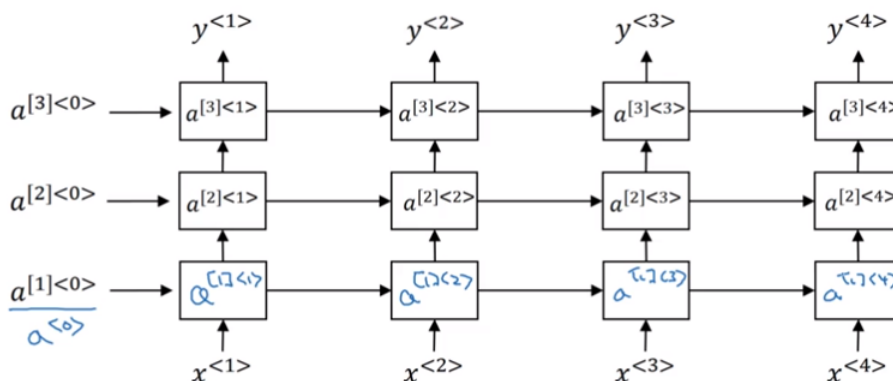 y^{<1>} y^{<2>} y^{<3>} y^{<4>}
a^{[3]<0>} a^{[3]<1>} a^{[3]<2>} a^{[3]<3>} a^{[3]<4>}
a^{[2]<0>} a^{[2]<1>} a^{[2]<2>} a^{[2]<3>} a^{[2]<4>}
a^{[1]<0>} a^{[1]<1>} a^{[1]<2>} a^{[1]<3>} a^{[1]<4>}
a^{<0>}
x^{<1>} x^{<2>} x^{<3>} x^{<4>}